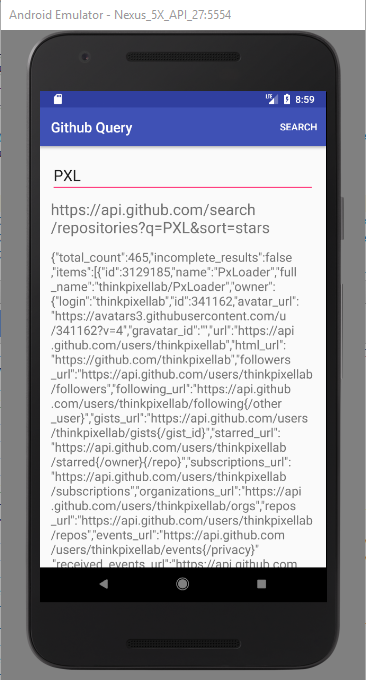 Android Emulator - Nexus_5X_API_27:5554
8:59
Github Query
SEARCH
PXL
https://api.github.com/search
/repositories?q=PXL&sort=stars
{"total_count":465,"incomplete_results":false
,"items":[{"id":3129185,"name":"PxLoader","full
_name":"thinkpixellab/PxLoader","owner":
{"login":"thinkpixellab","id":341162,"avatar_url":
"https://avatars3.githubusercontent.com/u
/341162?v=4","gravatar_id":"","url":"https://api
.github.com/users/thinkpixellab","html_url":
"https://github.com/thinkpixellab","followers
_url":"https://api.github.com/users/thinkpixellab
/followers","following_url":"https://api.github
.com/users/thinkpixellab/following{/other
_user}","gists_url":"https://api.github.com/users
/thinkpixellab/gists{/gist_id}","starred_url":
"https://api.github.com/users/thinkpixellab
/starred{/owner}{/repo}","subscriptions_url":
"https://api.github.com/users/thinkpixellab
/subscriptions","organizations_url":"https://api
.github.com/users/thinkpixellab/orgs","repos
_url":"https://api.github.com/users/thinkpixellab
/repos","events_url":"https://api.github.com
/users/thinkpixellab/events{/privacy}"
"received_events_url":"https://api.github.com